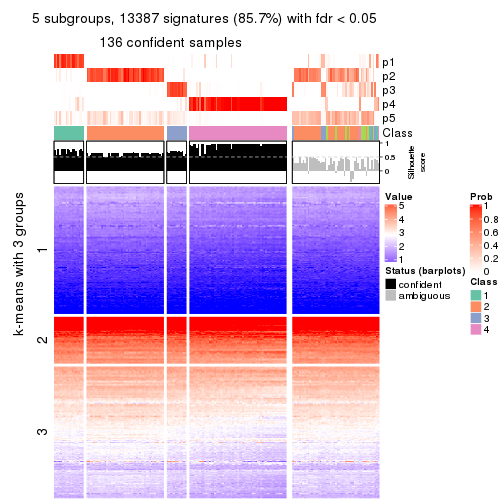 5 subgroups, 13387 signatures (85.7%) with fdr < 0.05
136 confident samples
p1
p2
p3
p4
p5
Class
1
0.5
0
Silhouette
score
k-means with 3 groups
1
2
3
Value
5
4
3
2
1
Status (barplots)
confident
ambiguous
Prob
1
0.8
0.6
0.4
0.2
0
Class
1
2
3
4